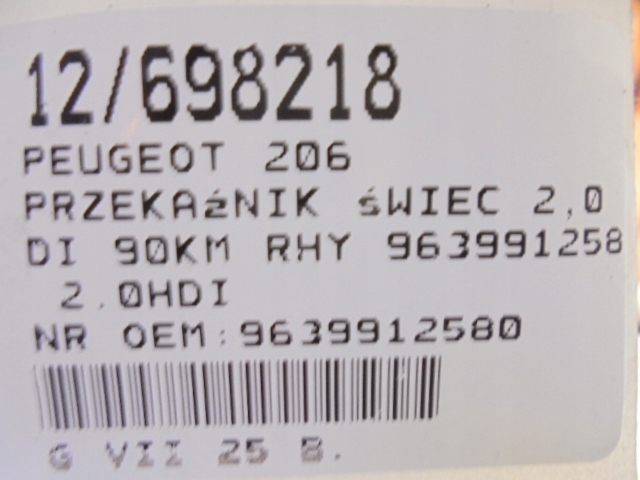 12/698218
PEUGEOT 206
PRZEKAźNIK śWIEC 2,0
DI 90KM RHY 963991258
2.0HDI
NR OEM:9639912580
G VII 25 B.